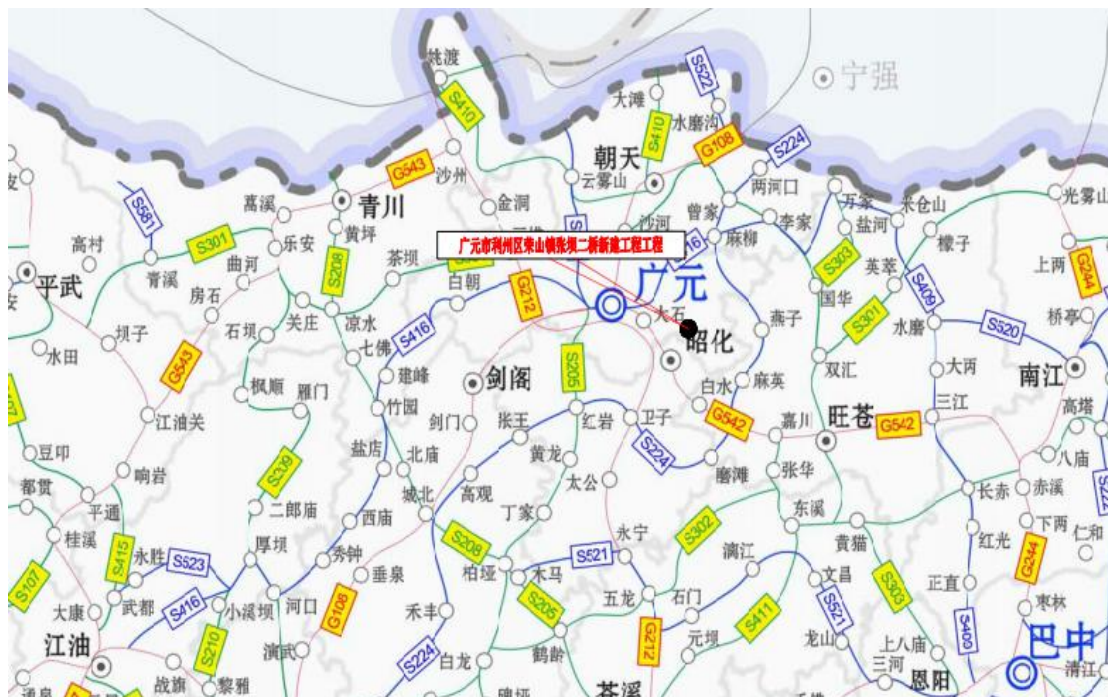 姚渡
S522
宁强
大滩
S410
水磨沟
S410
G108
S224
朝天
G543
沙州
云雾山
两河口
光雾山
青川
金洞
曾家
李家
万家
米仓山
S581
葛溪
盐河
沙河
麻柳
檬子
高村
S301
乐安
黄坪
广元市利州区荣山镇张坝二桥新建工程工程
16
S303
上两
G244
青溪
曲河
S208
茶坝
英萃
平武
白朝
G212
广元
房石
国华
S409
坝子
关庄
凉水
大石
燕子
S301
水磨
S520
桥亭
水田
石坝
S416
昭化
G543
七佛
双汇
大两
南江
建峰
剑阁
S205
枫顺
雁门
白水
麻英
竹园
张王
红岩
卫子
G542
嘉川
旺苍
G542
三江
高塔
江油关
剑门
S224
豆叩
盐店
北庙
黄龙
磨滩
张华
八庙
都贯
响岩
S209
高观
太公
长赤
赤溪
平通
二郎庙
城北
丁家
东溪
桂溪
西庙
永宁
S302
黄猫
下两
仁和
S415
永胜
厚坝
秀钟
S208
S521
漓江
红光
S107
S523
垂泉
柏垭
木马
文昌
G244
武都
S416
小溪坝
河口
S205
五龙
石门
S303
正直
大康
禾丰
S411
S521
枣林
江油
S210
G108
元坝
S409
演武
S224
鹤龄
G212
龙山
上八庙
巴中
战旗
黎雅
白龙
苍溪
三河
恩阳
清江